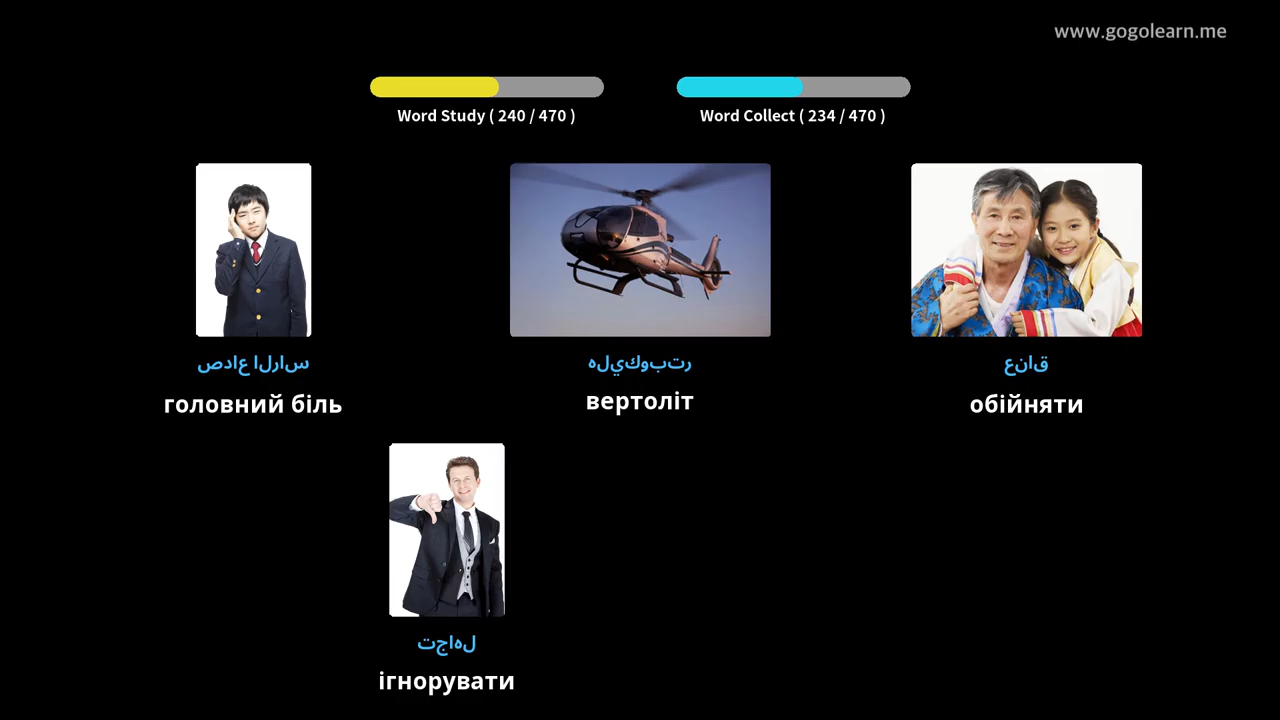 www.gogolearn.me
Word Study ( 240 / 470 )
Word Collect ( 234 / 470 )
صداع الراس
هليكوبتر
عناق
головний біль
вертоліт
обійняти
تجاهل
ігнорувати